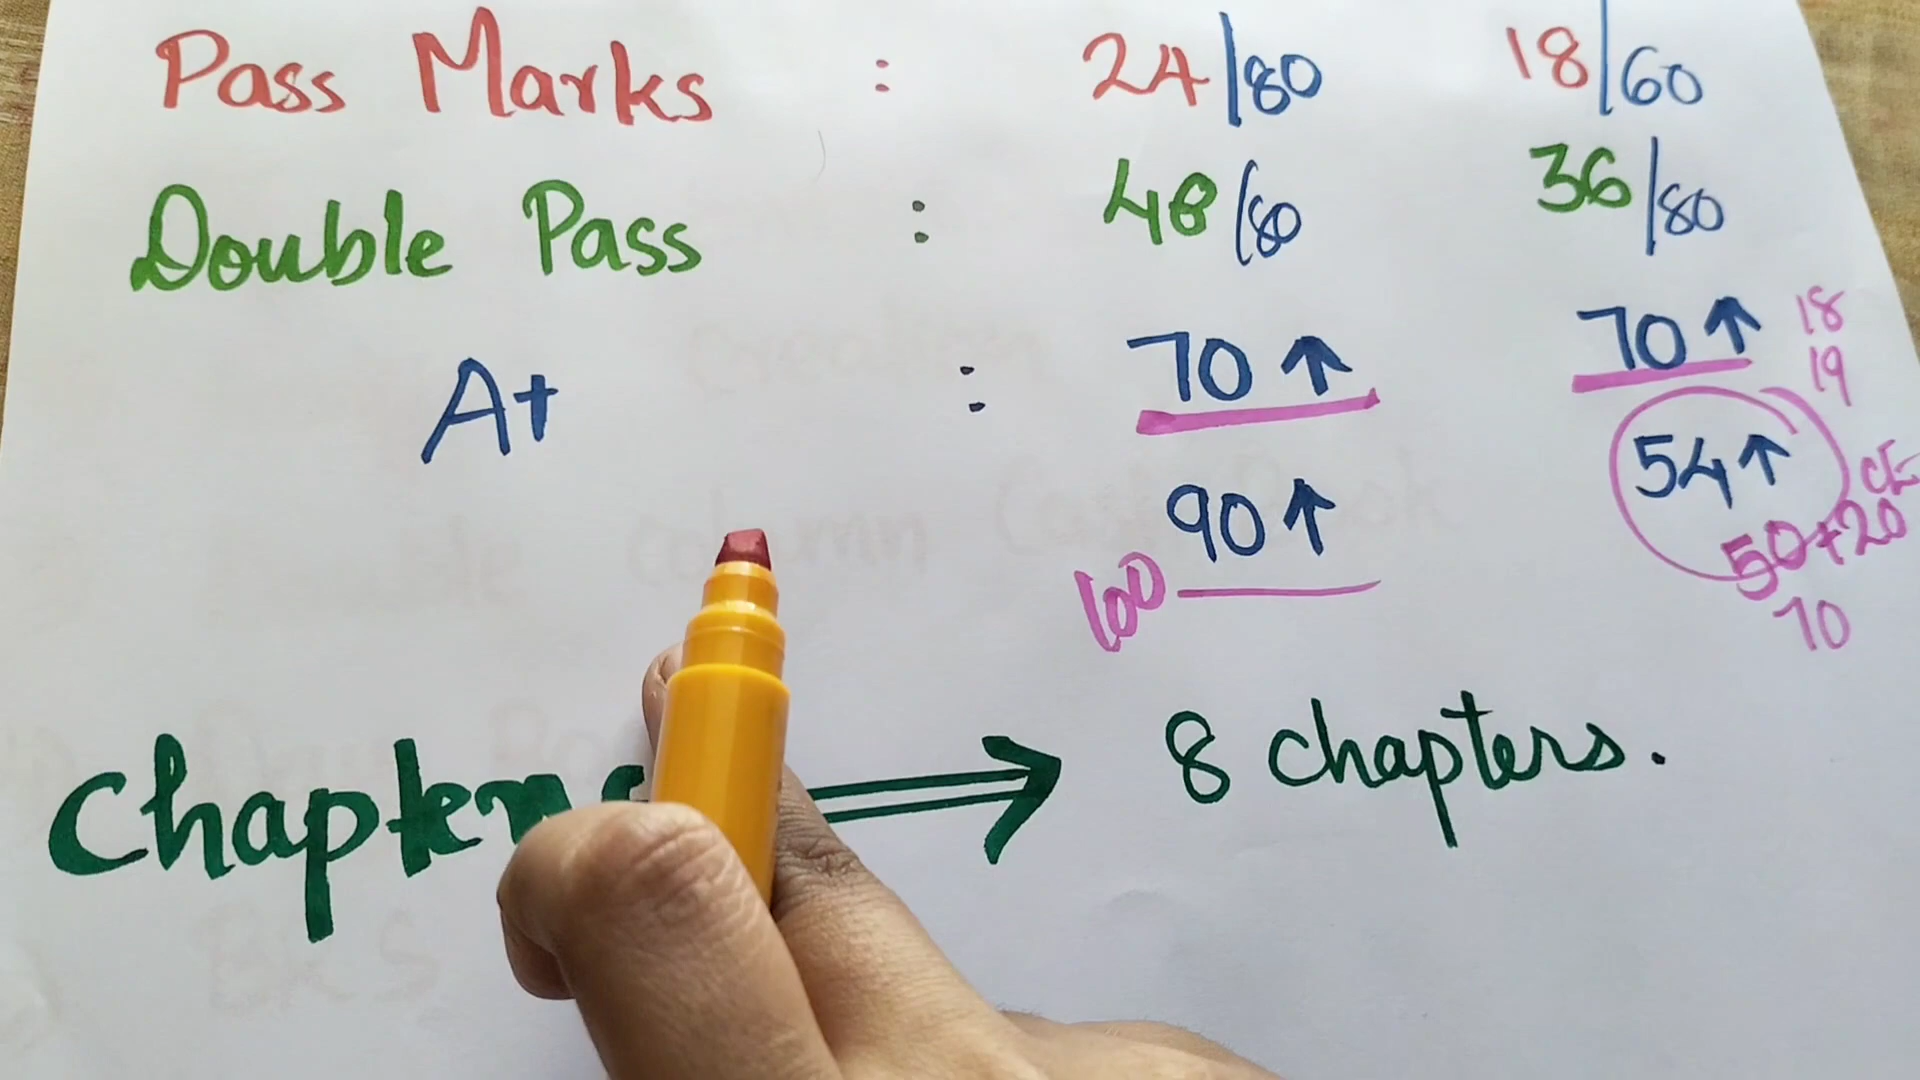 Pass Marks : 24/80 18/60
Double Pass : 48/80 36/80
A+ : 70↑ 70↑ 18
19
90↑ 54↑ CE
100 50+20
70
Chapters ⇒ 8 chapters.